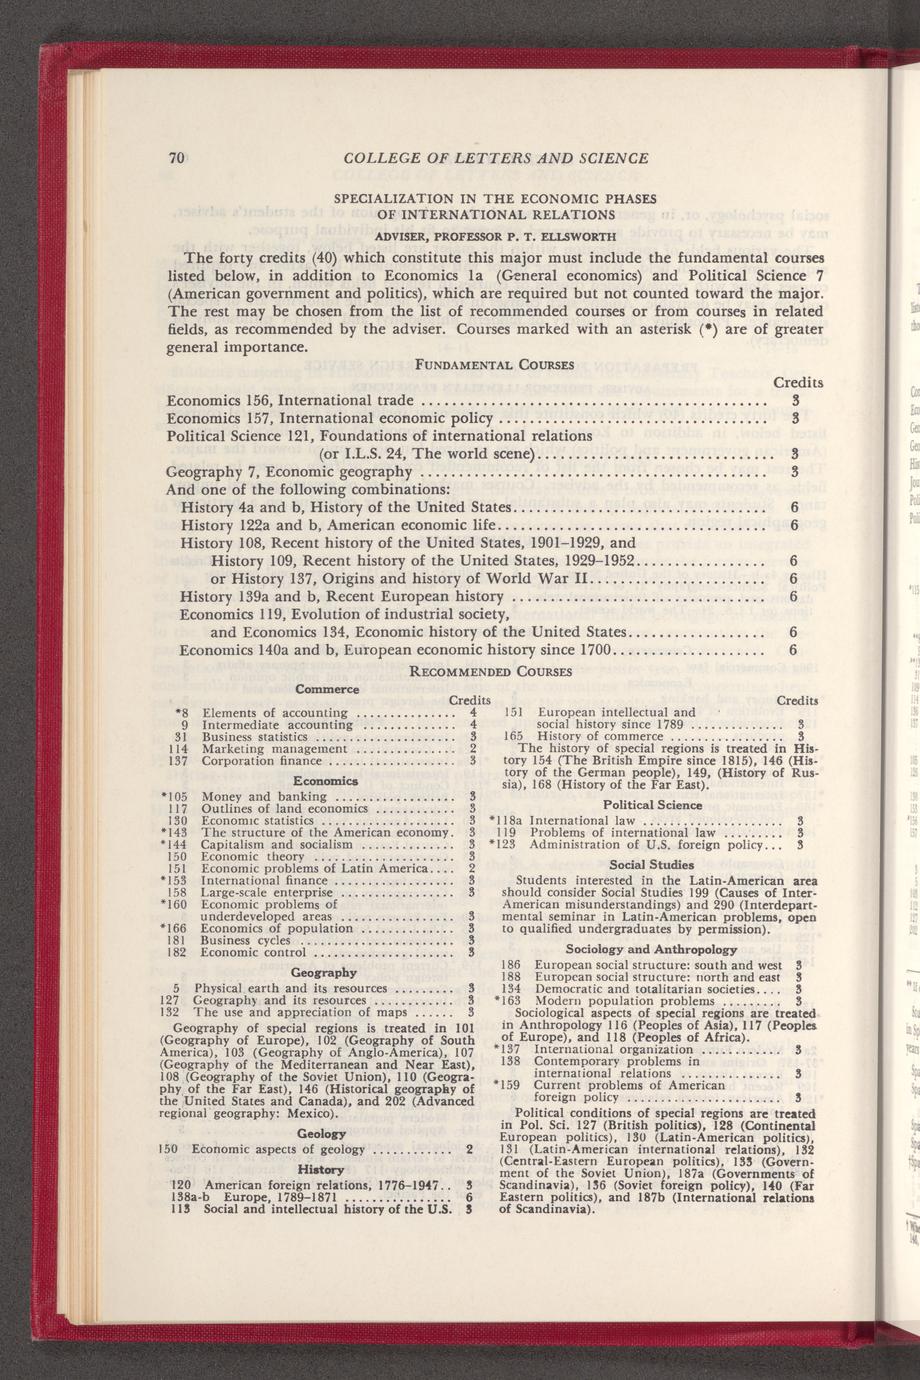 70
COLLEGE OF LETTERS AND SCIENCE
SPECIALIZATION IN THE ECONOMIC PHASES
OF INTERNATIONAL RELATIONS
ADVISER, PROFESSOR P. T. ELLSWORTH
The forty credits (40) which constitute this major must include the fundamental courses
listed below, in addition to Economics 1a (General economics) and Political Science 7
(American government and politics), which are required but not counted toward the major.
The rest may be chosen from the list of recommended courses or from courses in related
fields, as recommended by the adviser. Courses marked with an asterisk (*) are of greater
general importance.
FUNDAMENTAL COURSES
Credits
Economics 156, International trade ........ 3
Economics 157, International economic policy ........ 3
Political Science 121, Foundations of international relations
(or I.L.S. 24, The world scene)........ 3
Geography 7, Economic geography ........ 3
And one of the following combinations:
History 4a and b, History of the United States........ 6
History 122a and b, American economic life........ 6
History 108, Recent history of the United States, 1901–1929, and
History 109, Recent history of the United States, 1929–1952........ 6
or History 137, Origins and history of World War II........ 6
History 139a and b, Recent European history ........ 6
Economics 119, Evolution of industrial society,
and Economics 134, Economic history of the United States........ 6
Economics 140a and b, European economic history since 1700........ 6
RECOMMENDED COURSES
Commerce
Credits
*8 Elements of accounting ........ 4
9 Intermediate accounting ........ 4
31 Business statistics ........ 3
114 Marketing management ........ 2
137 Corporation finance ........ 3
Economics
*105 Money and banking ........ 3
117 Outlines of land economics ........ 3
130 Economic statistics ........ 3
*143 The structure of the American economy. 3
*144 Capitalism and socialism ........ 3
150 Economic theory ........ 3
151 Economic problems of Latin America.... 2
*153 International finance ........ 3
158 Large-scale enterprise ........ 3
*160 Economic problems of
underdeveloped areas ........ 3
*166 Economics of population ........ 3
181 Business cycles ........ 3
182 Economic control ........ 3
Geography
5 Physical earth and its resources ........ 3
127 Geography and its resources ........ 3
132 The use and appreciation of maps ...... 3
Geography of special regions is treated in 101
(Geography of Europe), 102 (Geography of South
America), 103 (Geography of Anglo-America), 107
(Geography of the Mediterranean and Near East),
108 (Geography of the Soviet Union), 110 (Geogra-
phy of the Far East), 146 (Historical geography of
the United States and Canada), and 202 (Advanced
regional geography: Mexico).
Geology
150 Economic aspects of geology ........ 2
History
120 American foreign relations, 1776–1947.. 3
138a-b Europe, 1789–1871 ........ 6
113 Social and intellectual history of the U.S. 3
Credits
151 European intellectual and
social history since 1789 ........ 3
165 History of commerce ........ 3
The history of special regions is treated in His-
tory 154 (The British Empire since 1815), 146 (His-
tory of the German people), 149, (History of Rus-
sia), 168 (History of the Far East).
Political Science
*118a International law ........ 3
119 Problems of international law ........ 3
*123 Administration of U.S. foreign policy... 3
Social Studies
Students interested in the Latin-American area
should consider Social Studies 199 (Causes of Inter-
American misunderstandings) and 290 (Interdepart-
mental seminar in Latin-American problems, open
to qualified undergraduates by permission).
Sociology and Anthropology
186 European social structure: south and west 3
188 European social structure: north and east 3
134 Democratic and totalitarian societies.... 3
*163 Modern population problems ........ 3
Sociological aspects of special regions are treated
in Anthropology 116 (Peoples of Asia), 117 (Peoples
of Europe), and 118 (Peoples of Africa).
*137 International organization ........ 3
138 Contemporary problems in
international relations ........ 3
*159 Current problems of American
foreign policy ........ 3
Political conditions of special regions are treated
in Pol. Sci. 127 (British politics), 128 (Continental
European politics), 130 (Latin-American politics),
131 (Latin-American international relations), 132
(Central-Eastern European politics), 133 (Govern-
ment of the Soviet Union), 187a (Governments of
Scandinavia), 136 (Soviet foreign policy), 140 (Far
Eastern politics), and 187b (International relations
of Scandinavia).